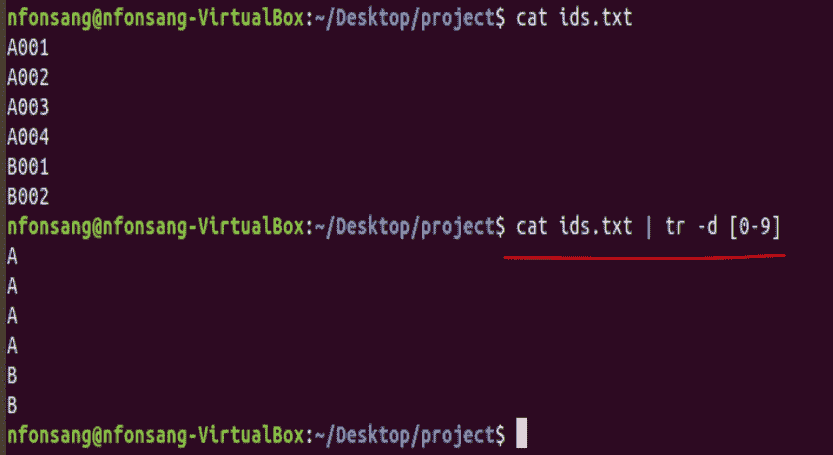 nfonsang@nfonsang-VirtualBox:~/Desktop/project$ cat ids.txt
A001
A002
A003
A004
B001
B002
nfonsang@nfonsang-VirtualBox:~/Desktop/project$ cat ids.txt | tr -d [0-9]
A
A
A
A
B
B
nfonsang@nfonsang-VirtualBox:~/Desktop/project$